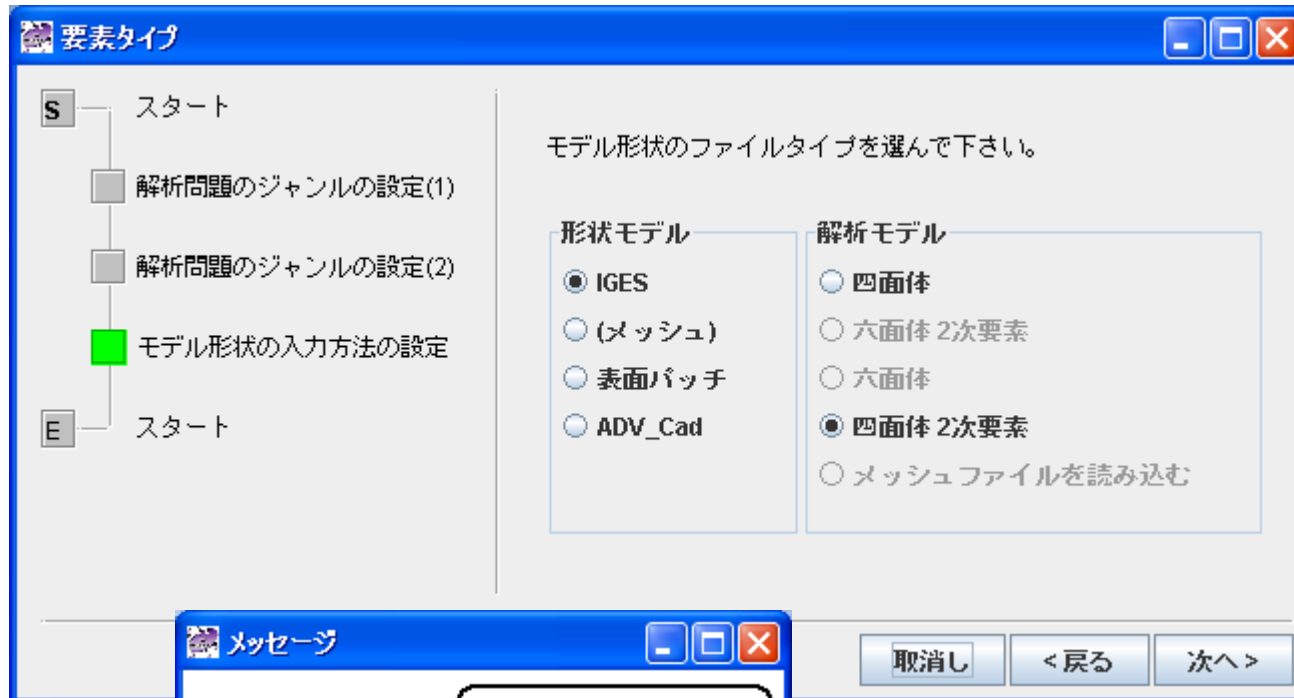 要素タイプ
S スタート
解析問題のジャンルの設定(1)
解析問題のジャンルの設定(2)
モデル形状の入力方法の設定
E スタート
モデル形状のファイルタイプを選んで下さい。
形状モデル
IGES
(メッシュ)
表面パッチ
ADV_Cad
解析モデル
四面体
六面体 2次要素
六面体
四面体 2次要素
メッシュファイルを読み込む
メッセージ
取消し
<戻る
次へ>